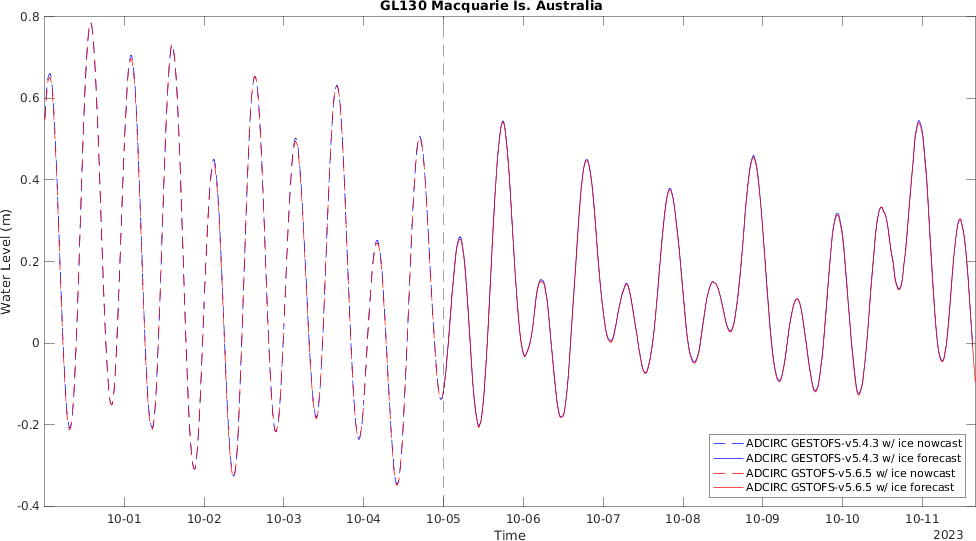 GL130 Macquarie Is. Australia
Water Level (m)
0.8
0.6
0.4
0.2
0
-0.2
-0.4
ADCIRC GESTOFS-v5.4.3 w/ ice nowcast
ADCIRC GESTOFS-v5.4.3 w/ ice forecast
ADCIRC GSTOFS-v5.6.5 w/ ice nowcast
ADCIRC GSTOFS-v5.6.5 w/ ice forecast
10-01 10-02 10-03 10-04 10-05 10-06 10-07 10-08 10-09 10-10 10-11
Time
2023